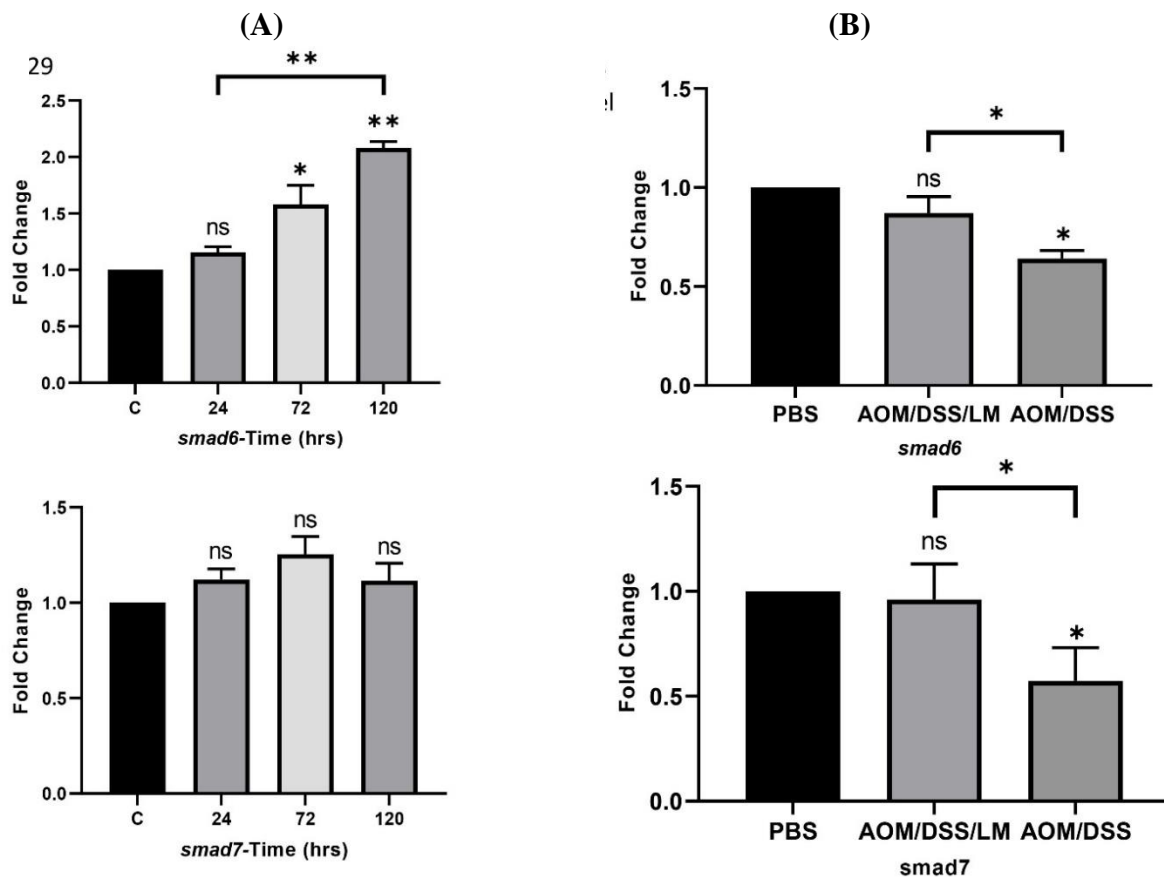 (A)
(B)
29
**
2.5
2.0
1.5
1.0
0.5
0.0
Fold Change
ns
*
**
C
24
72
120
smad6-Time (hrs)
el
1.5
1.0
0.5
0.0
Fold Change
*
ns
*
PBS
AOM/DSS/LM
AOM/DSS
smad6
1.5
1.0
0.5
0.0
Fold Change
ns
ns
ns
C
24
72
120
smad7-Time (hrs)
1.5
1.0
0.5
0.0
Fold Change
*
ns
*
PBS
AOM/DSS/LM
AOM/DSS
smad7